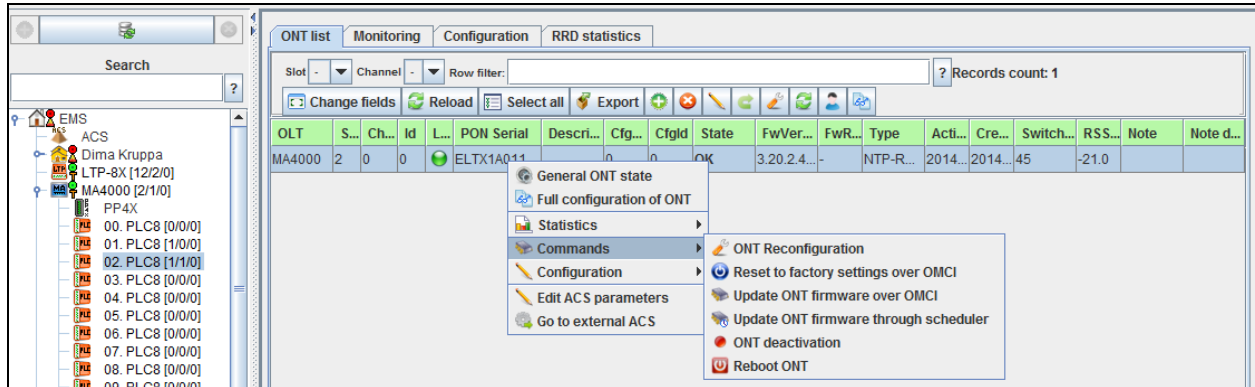 Search
?
EMS
ACS
Dima Kruppa
LTP-8X [12/2/0]
MA4000 [2/1/0]
PP4X
00. PLC8 [0/0/0]
01. PLC8 [1/0/0]
02. PLC8 [1/1/0]
03. PLC8 [0/0/0]
04. PLC8 [0/0/0]
05. PLC8 [0/0/0]
06. PLC8 [0/0/0]
07. PLC8 [0/0/0]
08. PLC8 [0/0/0]
ONT list Monitoring Configuration RRD statistics
Slot - Channel - Row filter: ? Records count: 1
Change fields Reload Select all Export
OLT S... Ch... Id L... PON Serial Descri... Cfg... CfgId State FwVer... FwR... Type Acti... Cre... Switch... RSS... Note Note d...
MA4000 2 0 0 ELTX1A011 0 0 OK 3.20.2.4... - NTP-R... 2014... 2014... 45 -21.0
General ONT state
Full configuration of ONT
Statistics
Commands
Configuration
Edit ACS parameters
Go to external ACS
ONT Reconfiguration
Reset to factory settings over OMCI
Update ONT firmware over OMCI
Update ONT firmware through scheduler
ONT deactivation
Reboot ONT